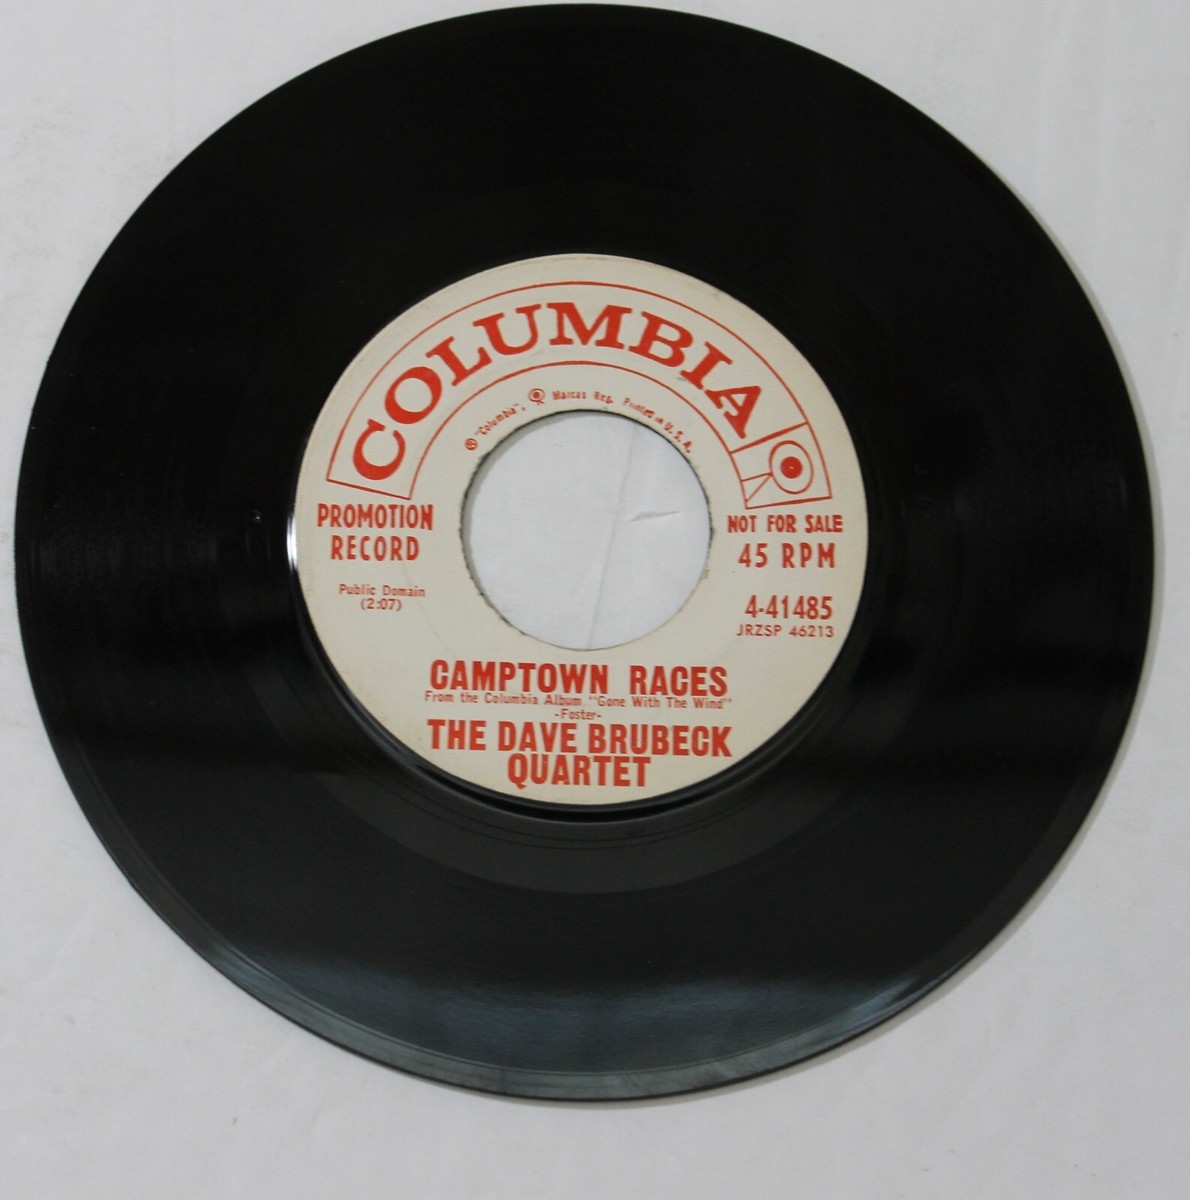 COLUMBIA
® "Columbia", Marcas Reg. Printed in U.S.A.
PROMOTION
RECORD
Public Domain
(2:07)
NOT FOR SALE
45 RPM
4-41485
JRZSP 46213
CAMPTOWN RACES
From the Columbia Album "Gone With The Wind"
-Foster-
THE DAVE BRUBECK
QUARTET